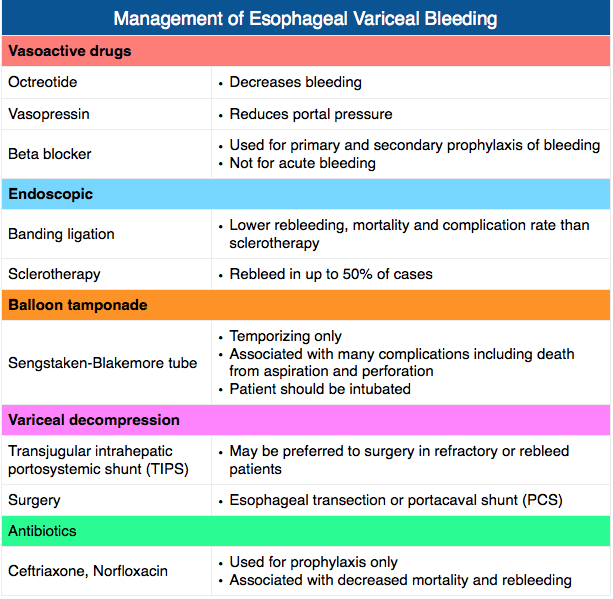 Management of Esophageal Variceal Bleeding
Vasoactive drugs
Octreotide
• Decreases bleeding
Vasopressin
• Reduces portal pressure
Beta blocker
• Used for primary and secondary prophylaxis of bleeding
• Not for acute bleeding
Endoscopic
Banding ligation
• Lower rebleeding, mortality and complication rate than
sclerotherapy
Sclerotherapy
• Rebleed in up to 50% of cases
Balloon tamponade
Sengstaken-Blakemore tube
• Temporizing only
• Associated with many complications including death
from aspiration and perforation
• Patient should be intubated
Variceal decompression
Transjugular intrahepatic
portosystemic shunt (TIPS)
• May be preferred to surgery in refractory or rebleed
patients
Surgery
• Esophageal transection or portacaval shunt (PCS)
Antibiotics
Ceftriaxone, Norfloxacin
• Used for prophylaxis only
• Associated with decreased mortality and rebleeding